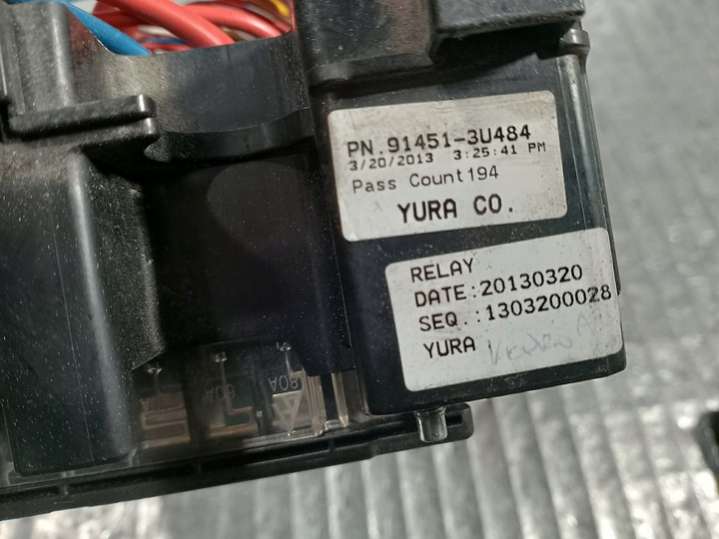 PN.91451-3U484
3/20/2013 3:25:41 PM
Pass Count194
YURA CO.
RELAY
DATE:20130320
SEQ.:1303200028
YURA
80A
80A